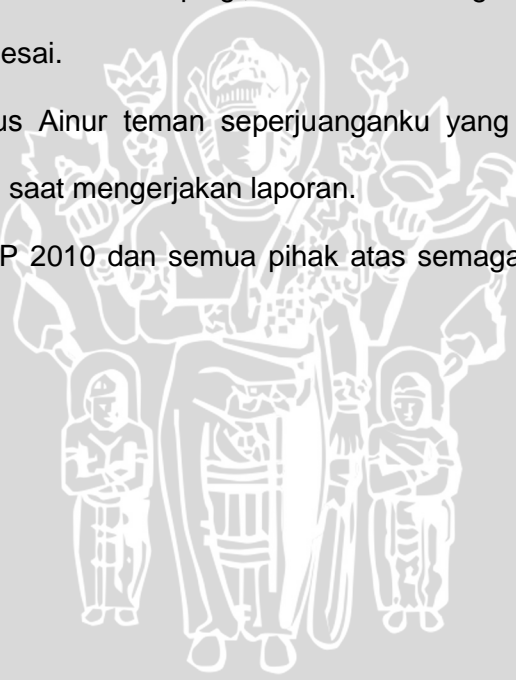 esai.
us Ainur teman seperjuanganku yang
saat mengerjakan laporan.
P 2010 dan semua pihak atas semaga